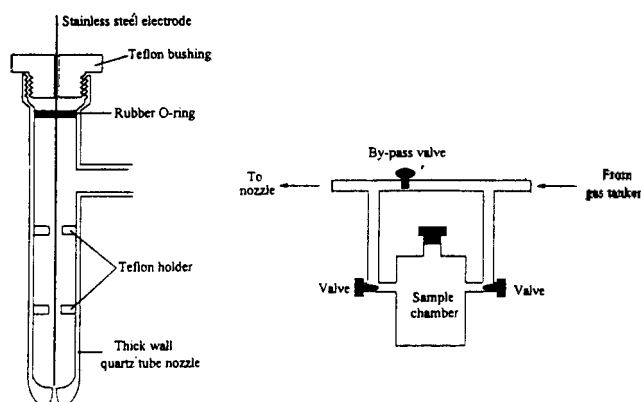 Stainless steel electrode
Teflon bushing
Rubber O-ring
By-pass valve
To
nozzle
From
gas tanker
Teflon holder
Valve
Sample
chamber
Valve
Thick wall
quartz tube nozzle